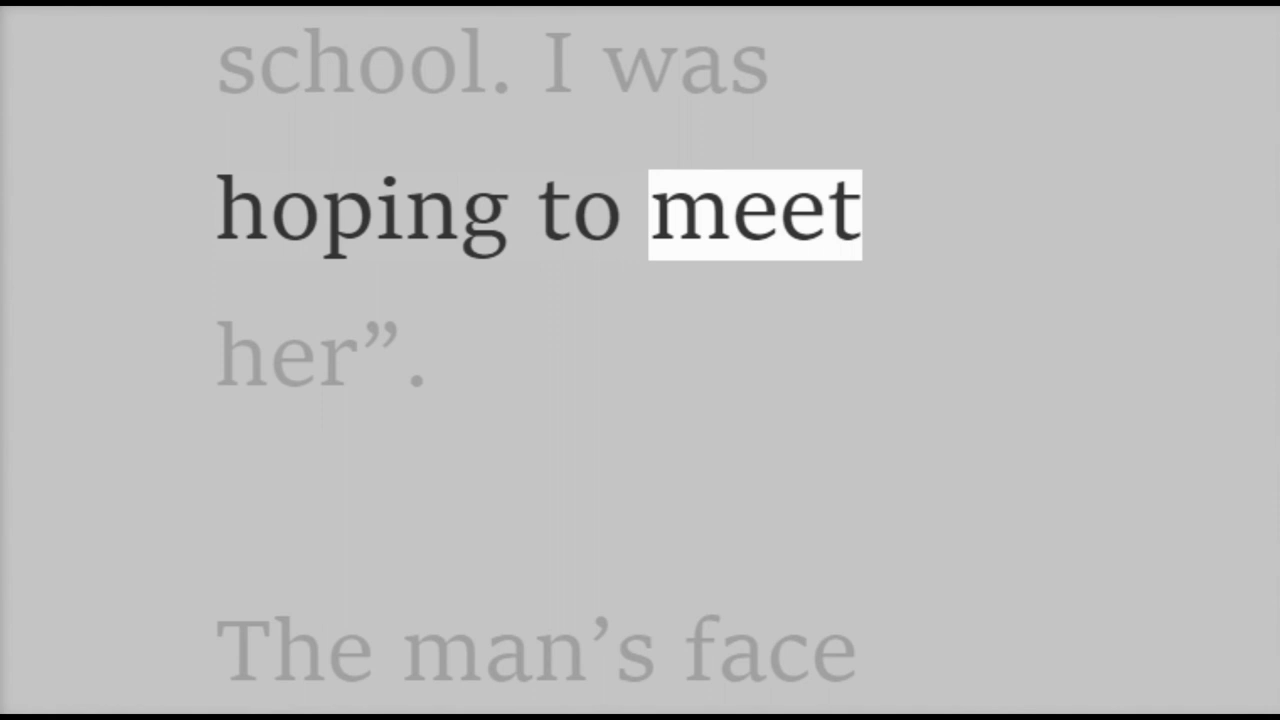 school. I was
hoping to meet
her”.
The man’s face